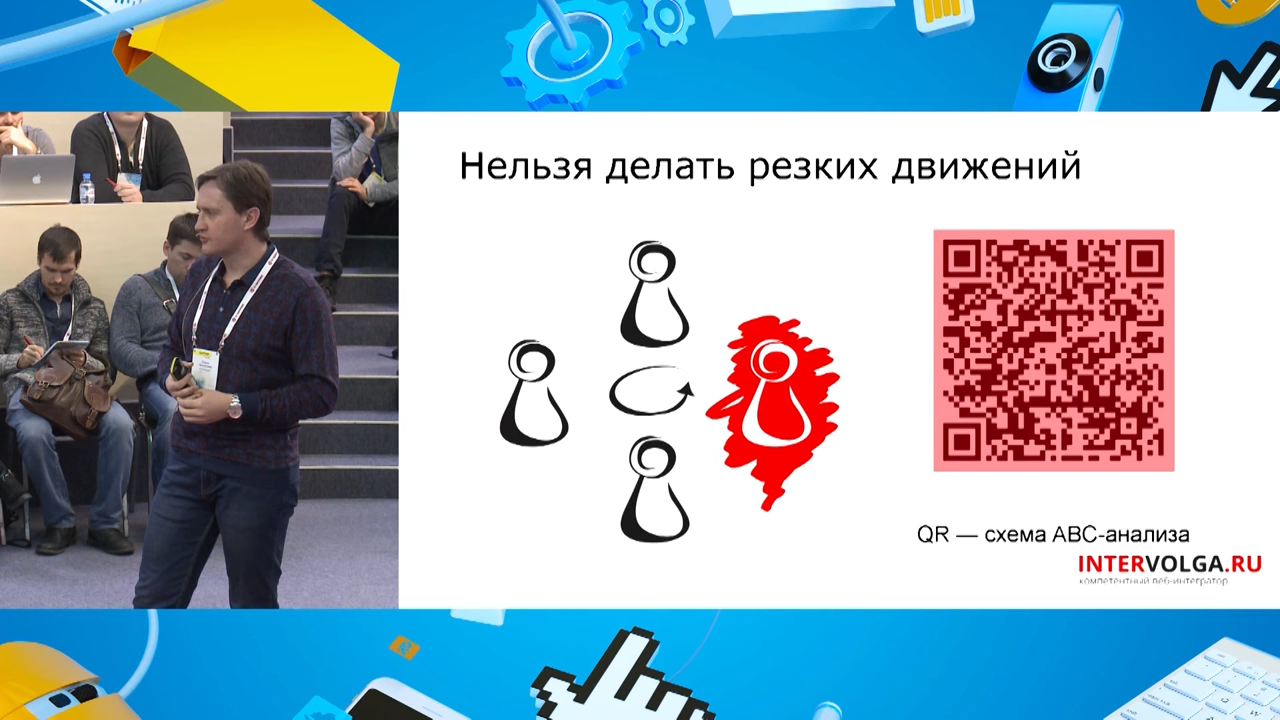 Нельзя делать резких движений
QR — схема ABC-анализа
INTERVOLGA.RU
компетентный веб-интегратор